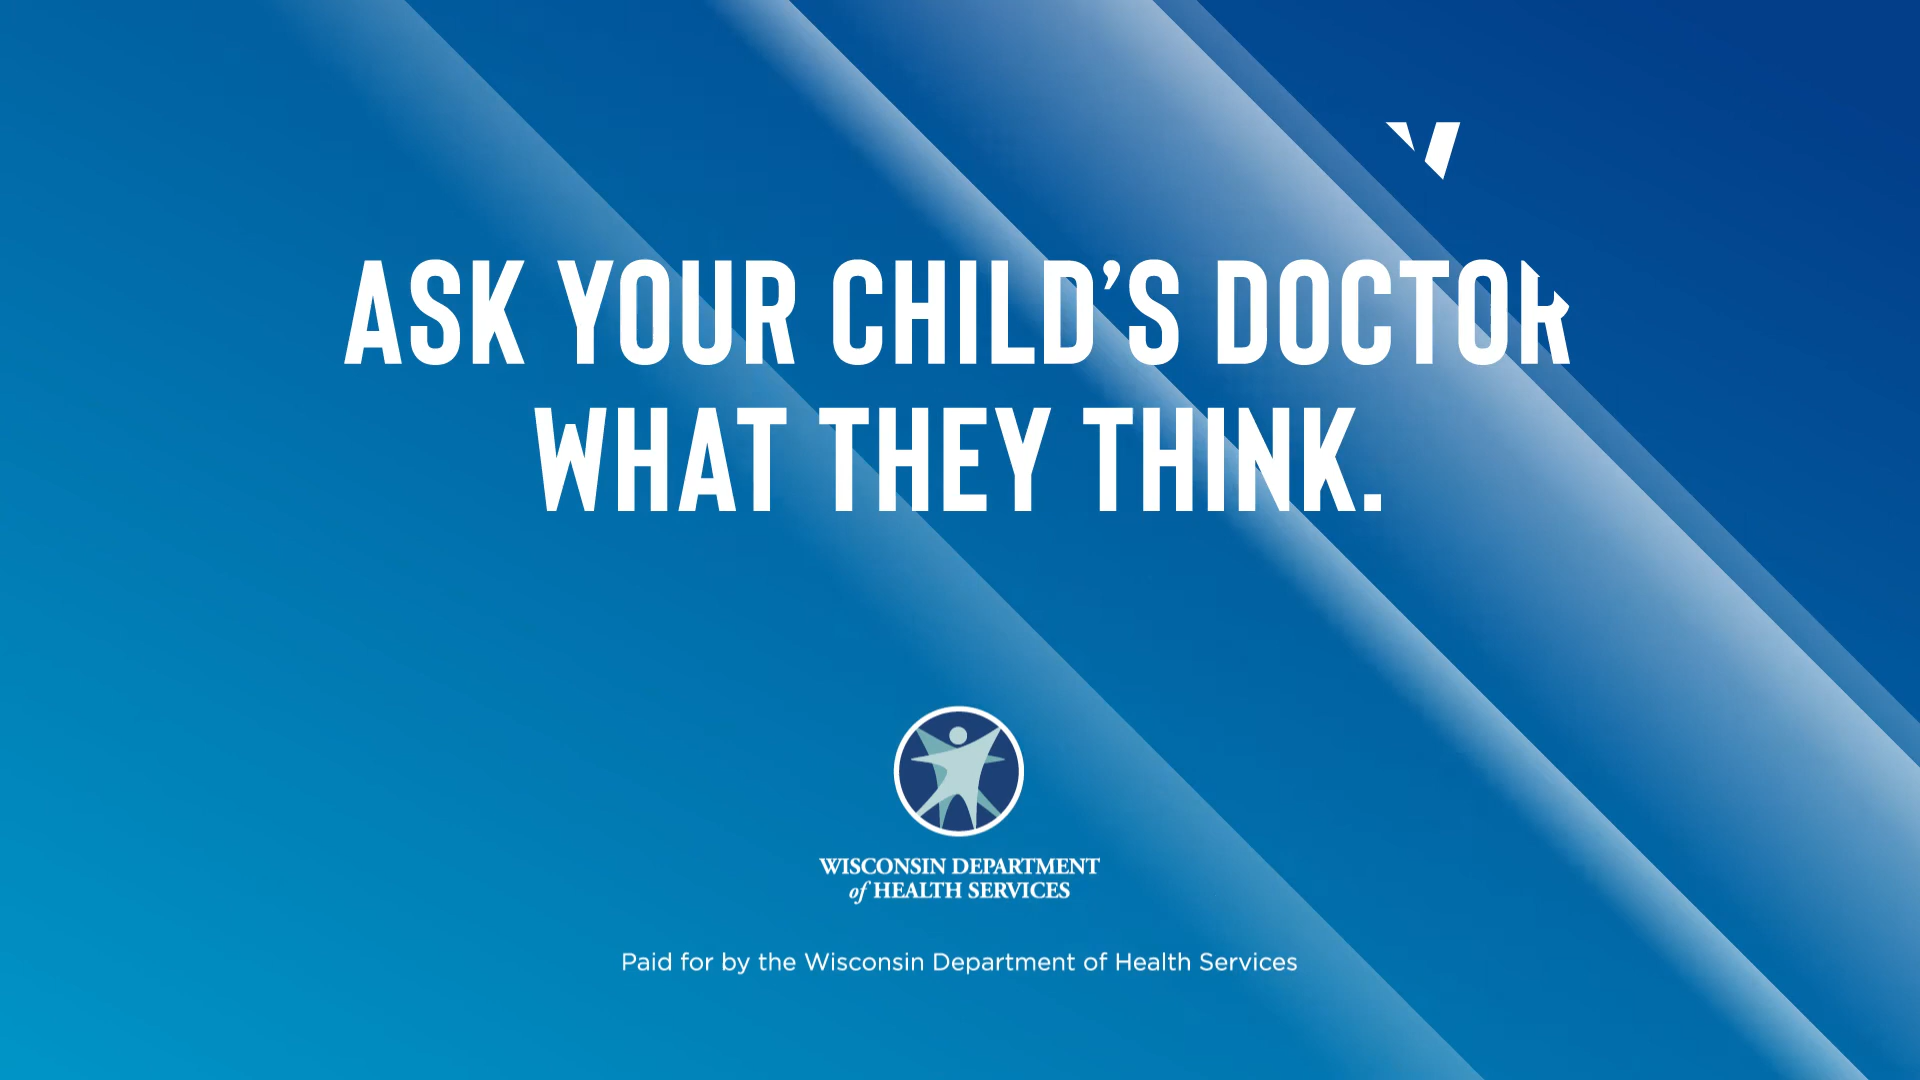 ASK YOUR CHILD’S DOCTOR
WHAT THEY THINK.
WISCONSIN DEPARTMENT
of HEALTH SERVICES
Paid for by the Wisconsin Department of Health Services